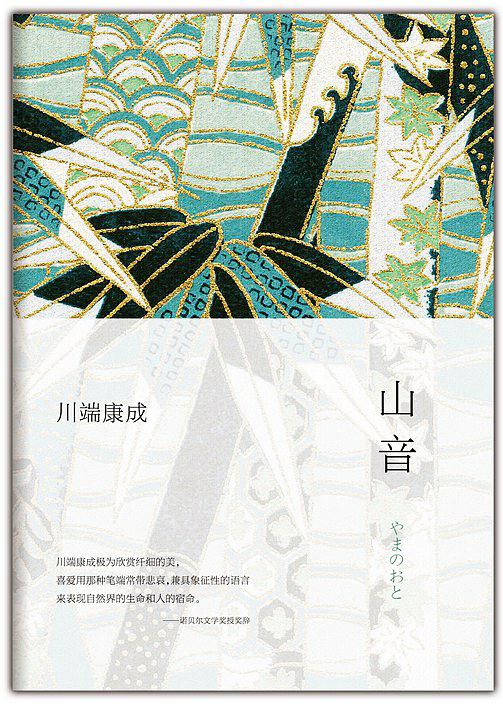 川端康成
山音
やまのおと
川端康成极为欣赏纤细的美，
喜爱用那种笔端常带悲哀，兼具象征性的语言
来表现自然界的生命和人的宿命。
——诺贝尔文学奖授奖辞